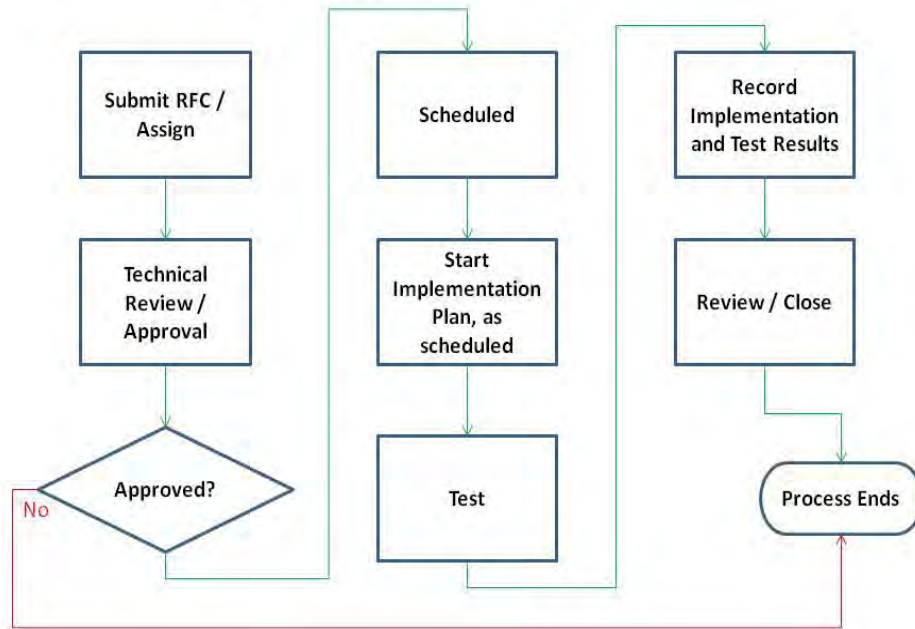 Submit RFC /
Assign
Technical
Review /
Approval
Approved?
No
Scheduled
Start
Implementation
Plan, as
scheduled
Test
Record
Implementation
and Test Results
Review / Close
Process Ends